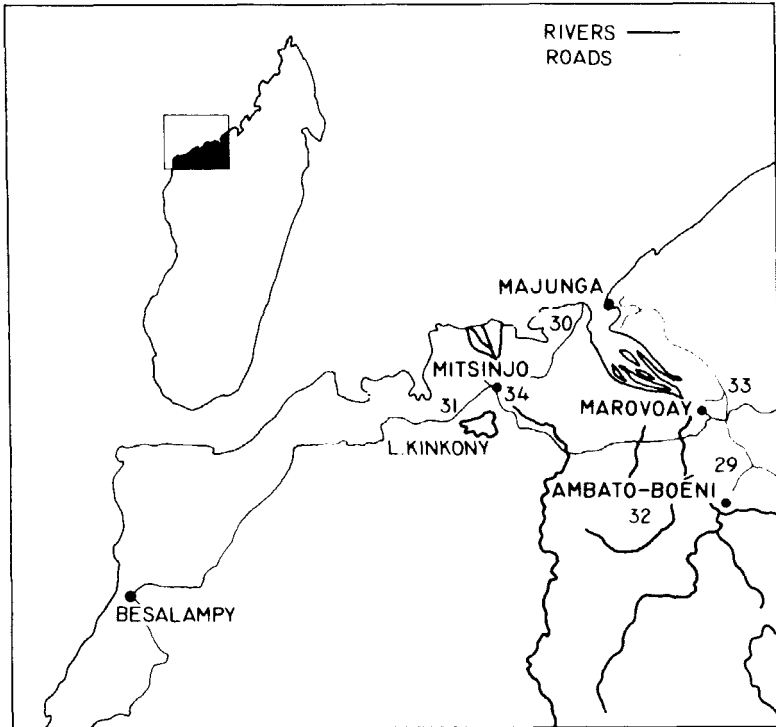 RIVERS
ROADS
MAJUNGA
30
MITSINJO
34
33
31
MAROVOAY
L.KINKONY
29
AMBATO-BOÉNI
32
BESALAMPY